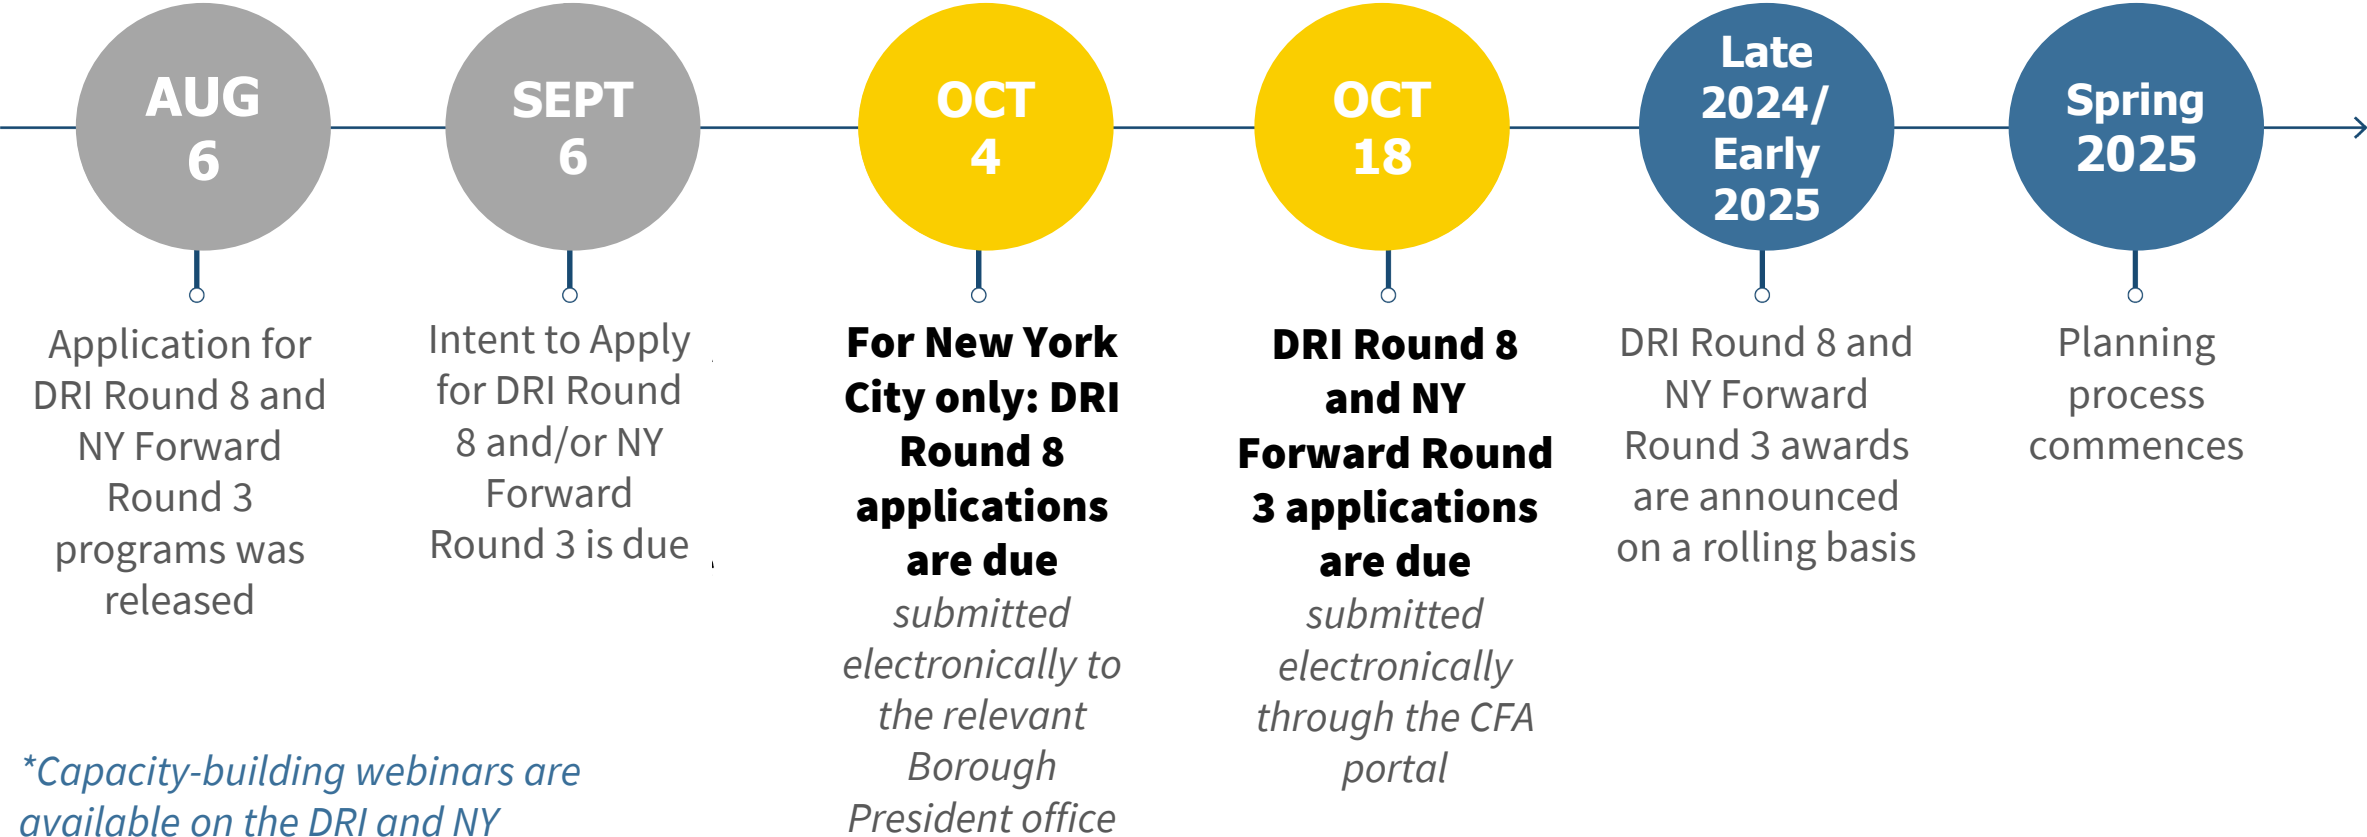 AUG
6
Application for
DRI Round 8 and
NY Forward
Round 3
programs was
released
SEPT
6
Intent to Apply
for DRI Round
8 and/or NY
Forward
Round 3 is due
OCT
4
For New York
City only: DRI
Round 8
applications
are due
submitted
electronically to
the relevant
Borough
President office
OCT
18
DRI Round 8
and NY
Forward Round
3 applications
are due
submitted
electronically
through the CFA
portal
Late
2024/
Early
2025
DRI Round 8 and
NY Forward
Round 3 awards
are announced
on a rolling basis
Spring
2025
Planning
process
commences
*Capacity-building webinars are
available on the DRI and NY